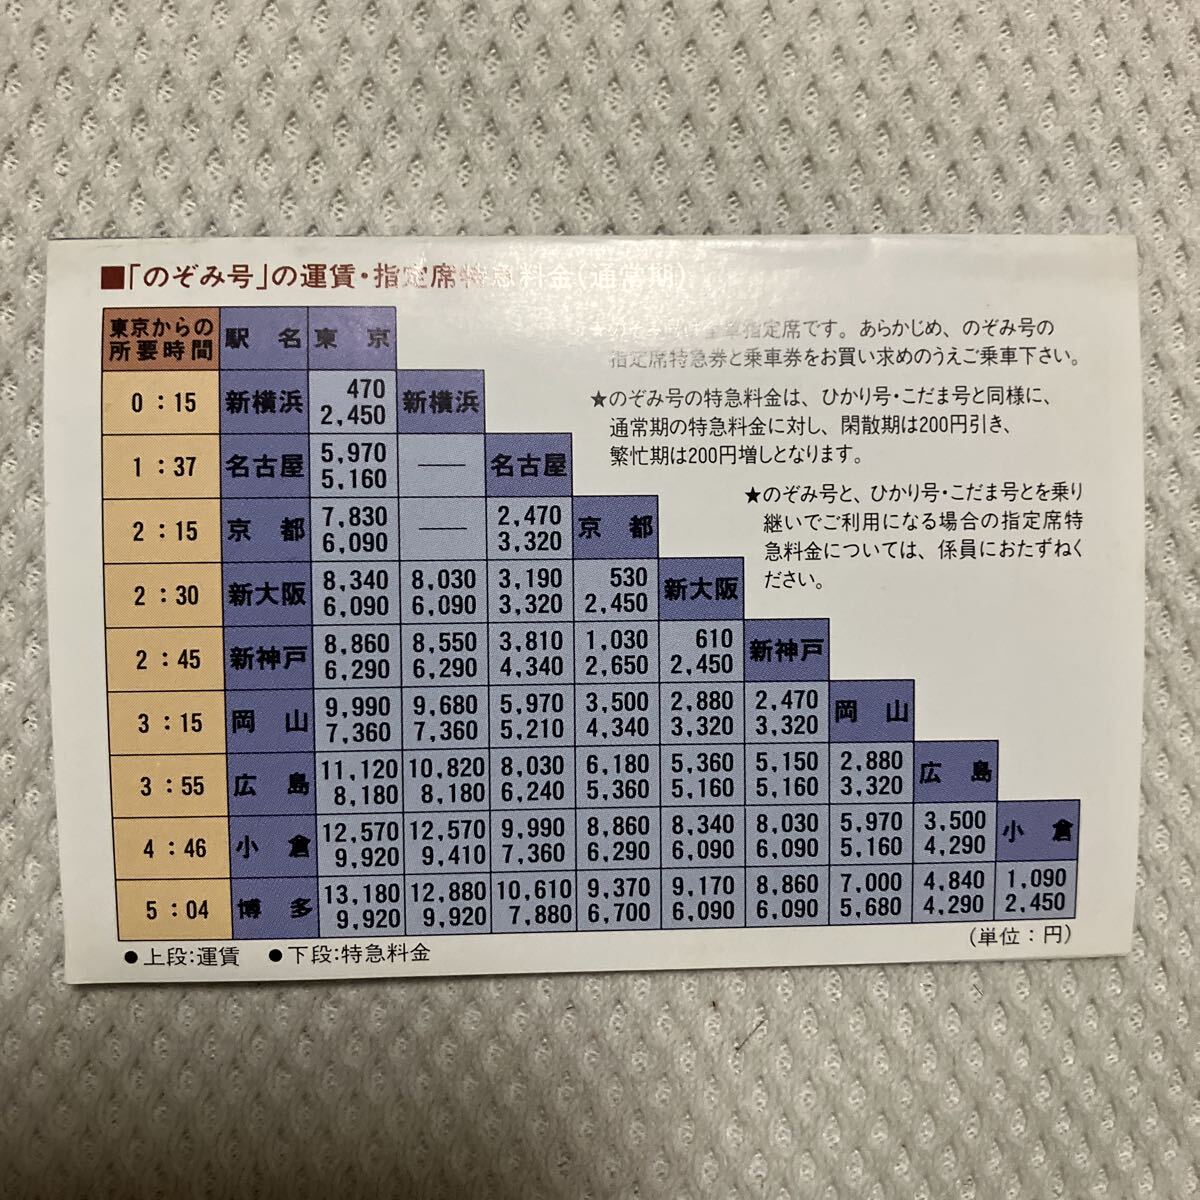 ■「のぞみ号」の運賃・指定席特急料金(通常期)
東京からの所要時間 駅名 東京
0:15 新横浜 470 2,450 新横浜
1:37 名古屋 5,970 5,160 — 名古屋
2:15 京都 7,830 6,090 — 2,470 3,320 京都
2:30 新大阪 8,340 6,090 8,030 6,090 3,190 3,320 530 2,450 新大阪
2:45 新神戸 8,860 6,290 8,550 6,290 3,810 4,340 1,030 2,650 610 2,450 新神戸
3:15 岡山 9,990 7,360 9,680 7,360 5,970 5,210 3,500 4,340 2,880 3,320 2,470 3,320 岡山
3:55 広島 11,120 8,180 10,820 8,180 8,030 6,240 6,180 5,360 5,360 5,160 5,150 5,160 2,880 3,320 広島
4:46 小倉 12,570 9,920 12,570 9,410 9,990 7,360 8,860 6,290 8,340 6,090 8,030 6,090 5,970 5,160 3,500 4,290 小倉
5:04 博多 13,180 9,920 12,880 9,920 10,610 7,880 9,370 6,700 9,170 6,090 8,860 6,090 7,000 5,680 4,840 4,290 1,090 2,450
●上段:運賃 ●下段:特急料金
(単位:円)
指定席です。あらかじめ、のぞみ号の
指定席特急券と乗車券をお買い求めのうえご乗車下さい。
★のぞみ号の特急料金は、ひかり号・こだま号と同様に、
通常期の特急料金に対し、閑散期は200円引き、
繁忙期は200円増しとなります。
★のぞみ号と、ひかり号・こだま号とを乗り
継いでご利用になる場合の指定席特
急料金については、係員におたずねく
ださい。